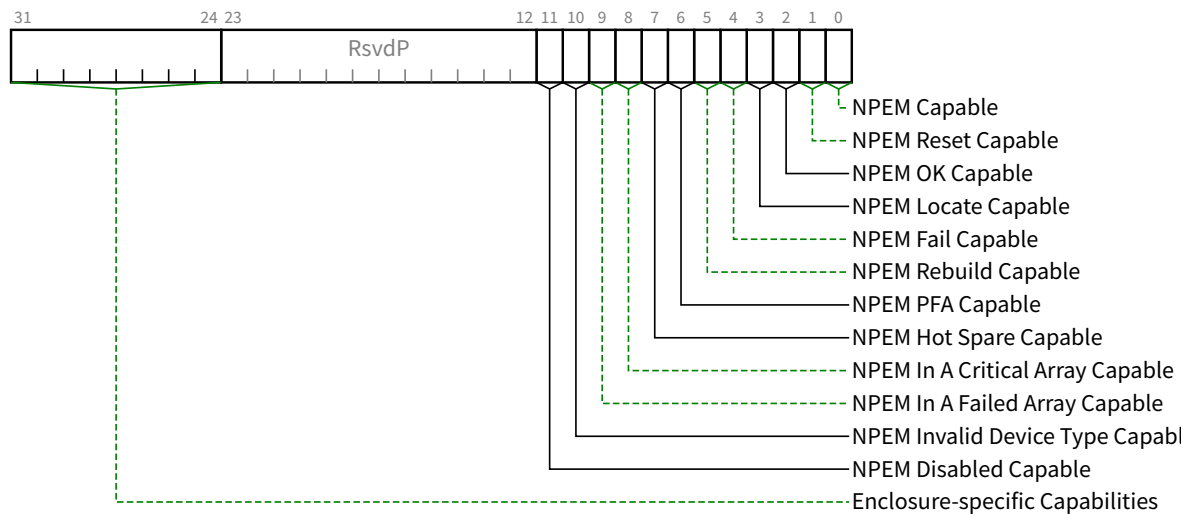 31 24 23 12 11 10 9 8 7 6 5 4 3 2 1 0
RsvdP
NPEM Capable
NPEM Reset Capable
NPEM OK Capable
NPEM Locate Capable
NPEM Fail Capable
NPEM Rebuild Capable
NPEM PFA Capable
NPEM Hot Spare Capable
NPEM In A Critical Array Capable
NPEM In A Failed Array Capable
NPEM Invalid Device Type Capabl
NPEM Disabled Capable
Enclosure-specific Capabilities